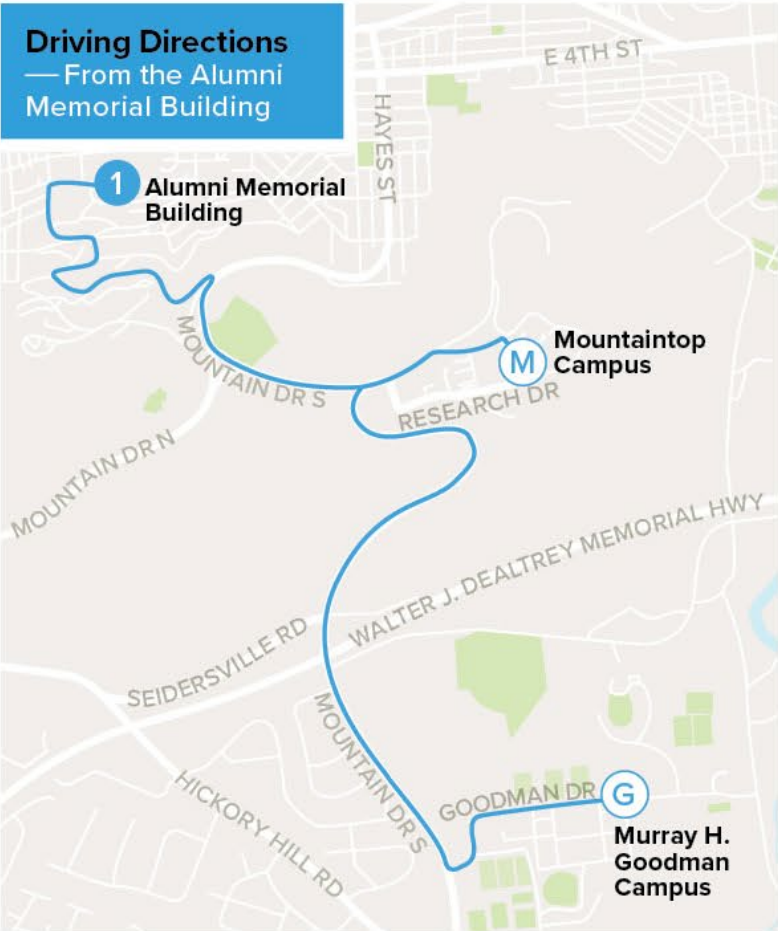 Driving Directions
— From the Alumni
Memorial Building
E 4TH ST
HAYES ST
1
Alumni Memorial
Building
Mountaintop
Campus
M
MOUNTAIN DR S
RESEARCH DR
MOUNTAIN DR N
WALTER J. DEALTREY MEMORIAL HWY
SEIDERSVILLE RD
MOUNTAIN DR S
HICKORY HILL RD
GOODMAN DR
G
Murray H.
Goodman
Campus